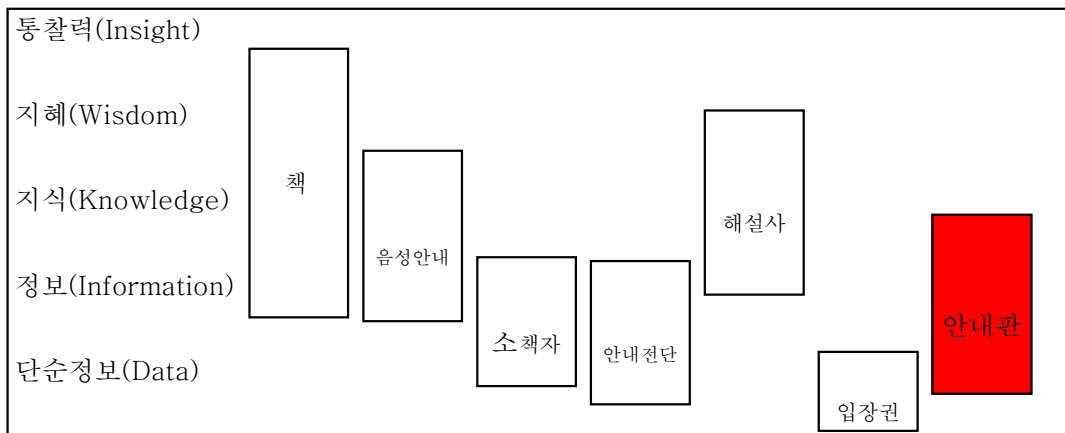 통찰력(Insight)
지혜(Wisdom)
지식(Knowledge)
정보(Information)
단순정보(Data)
책
음성안내
소책자
안내전단
해설사
입장권
안내판